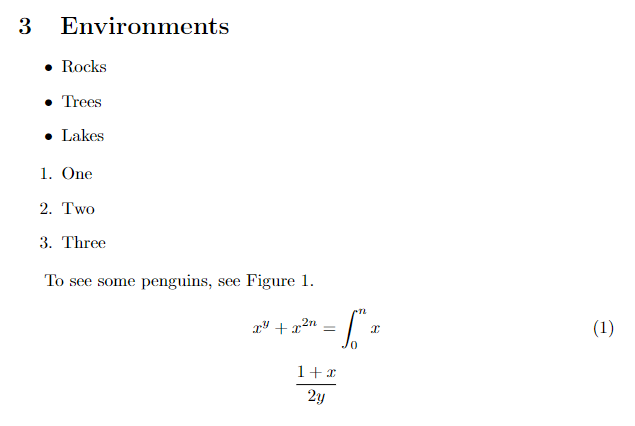 3 Environments
• Rocks
• Trees
• Lakes
1. One
2. Two
3. Three
To see some penguins, see Figure 1.
x^y + x^{2n} = ∫_0^n x (1)
\frac{1 + x}{2y}